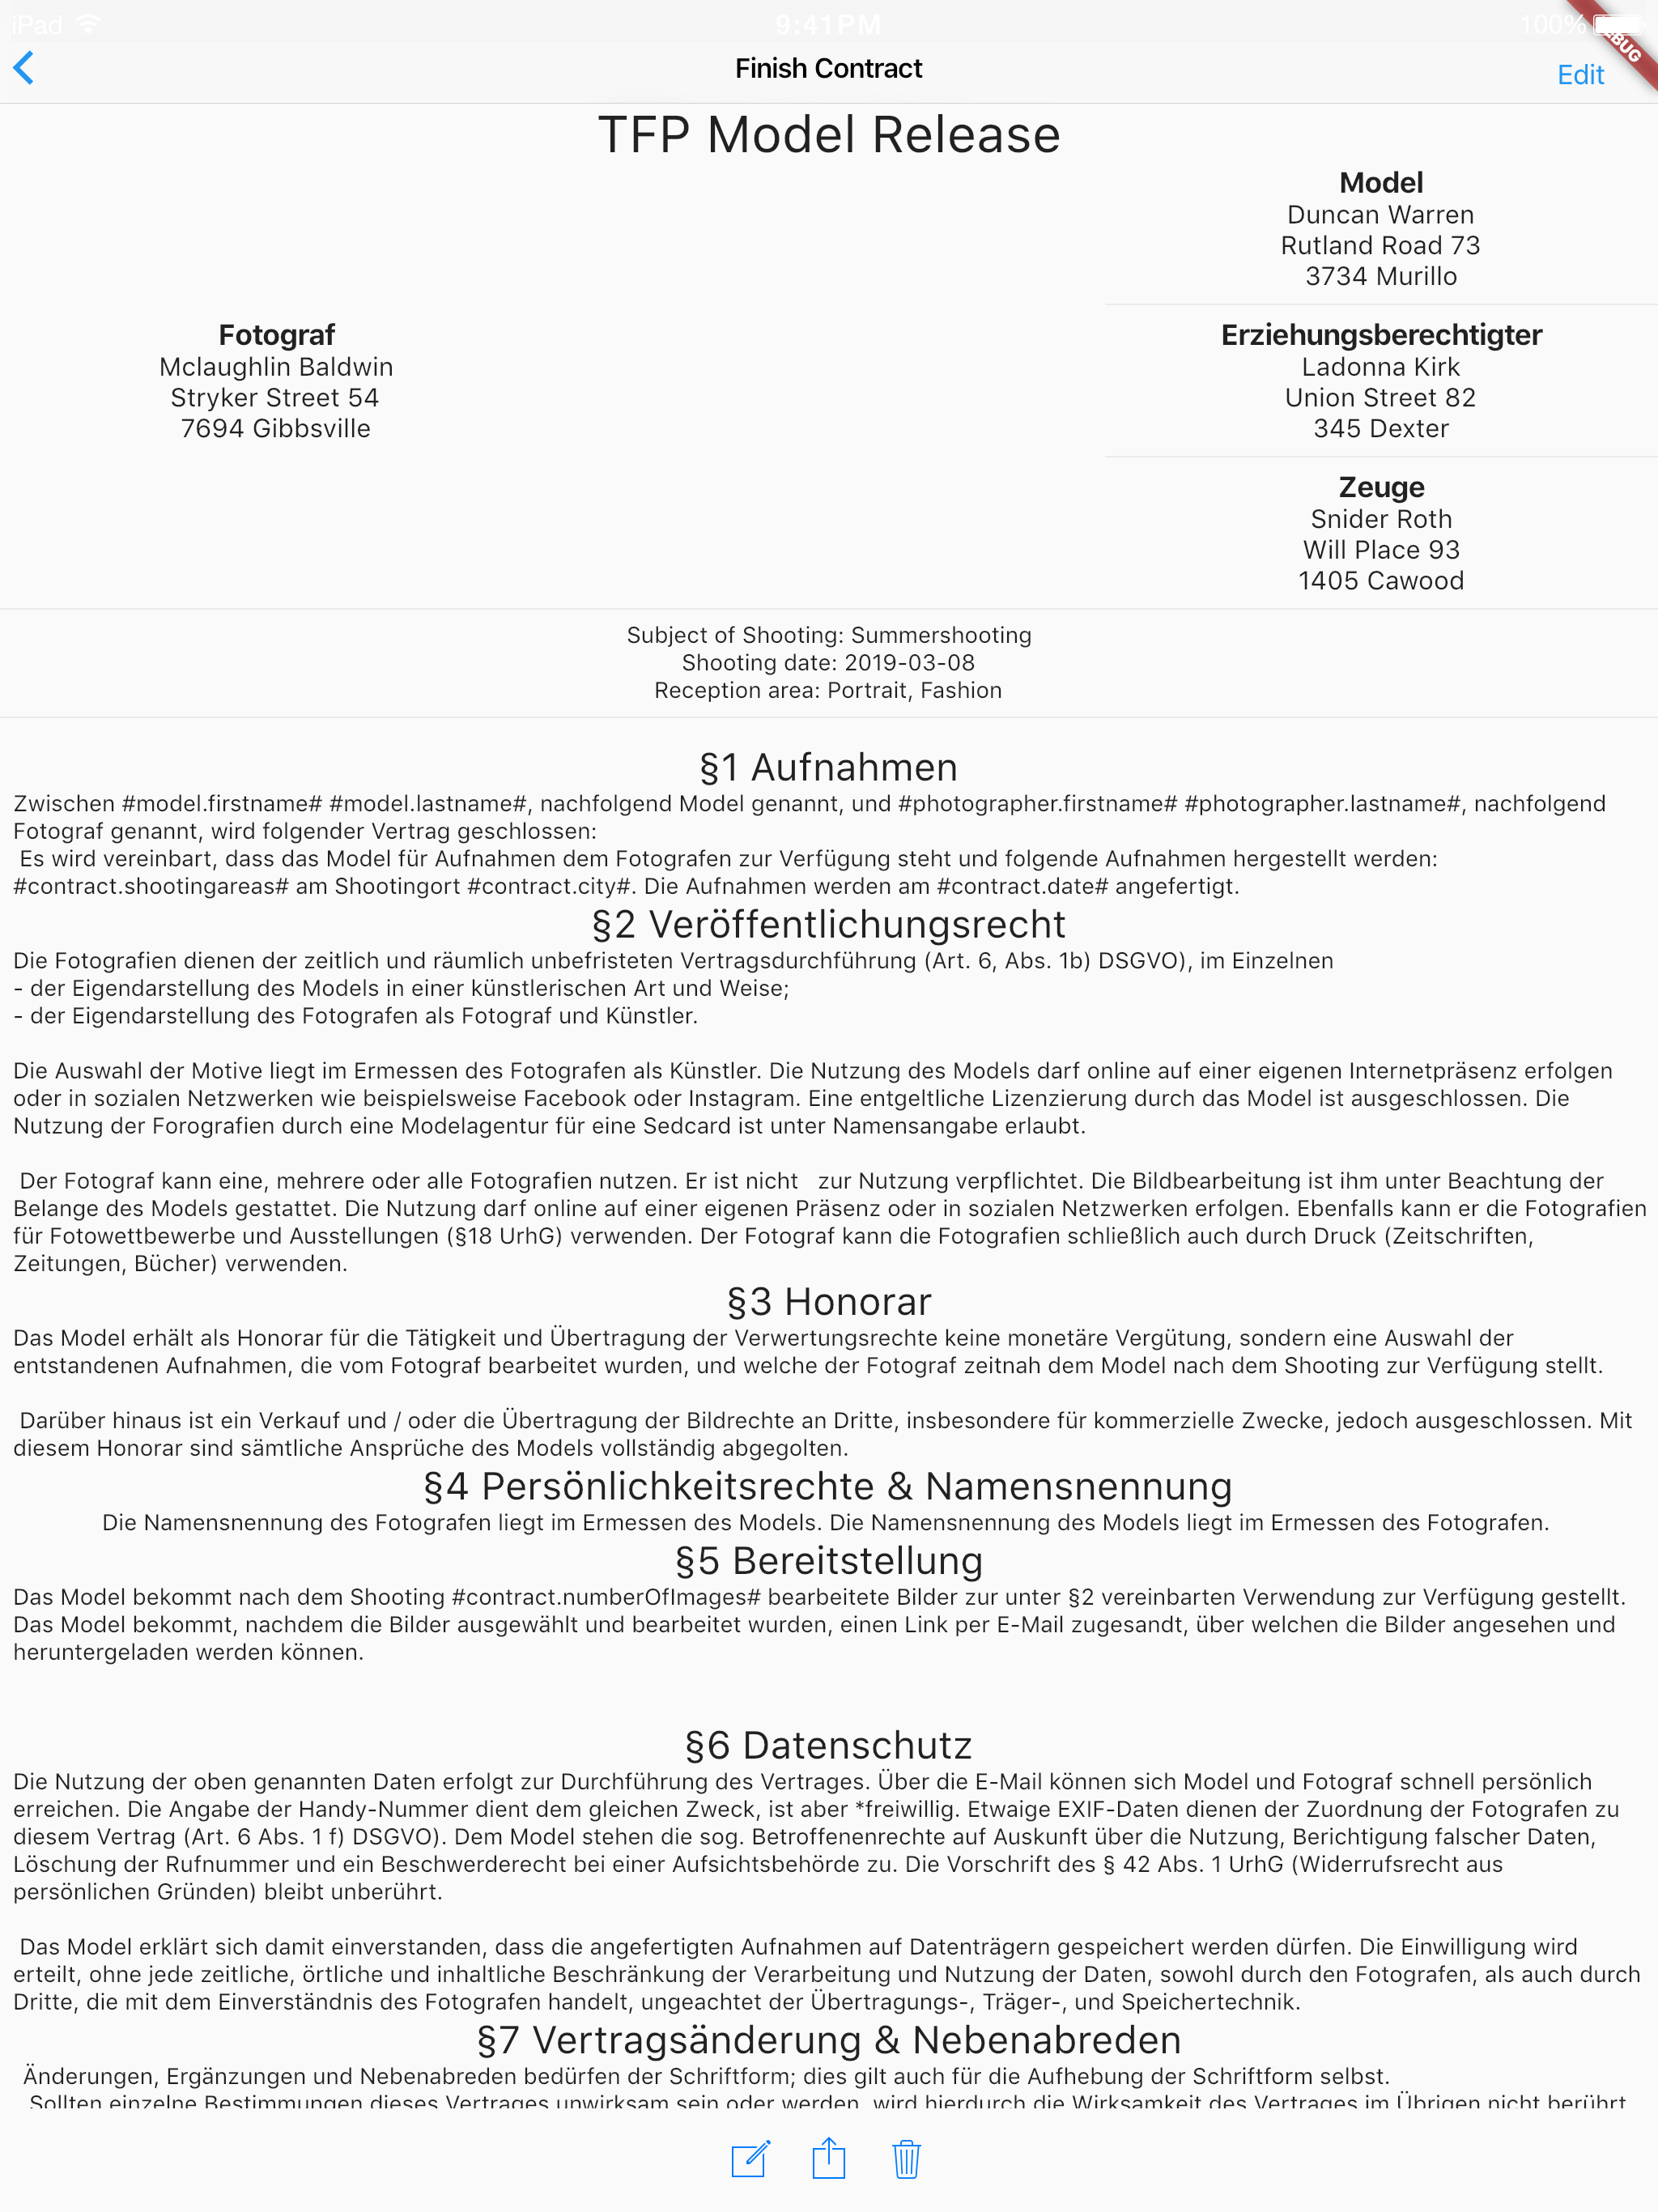 iPad 9:41 PM 100%
BUG
Finish Contract
Edit
TFP Model Release
Model
Duncan Warren
Rutland Road 73
3734 Murillo
Fotograf
Mclaughlin Baldwin
Stryker Street 54
7694 Gibbsville
Erziehungsberechtigter
Ladonna Kirk
Union Street 82
345 Dexter
Zeuge
Snider Roth
Will Place 93
1405 Cawood
Subject of Shooting: Summershooting
Shooting date: 2019-03-08
Reception area: Portrait, Fashion
§1 Aufnahmen
Zwischen #model.firstname# #model.lastname#, nachfolgend Model genannt, und #photographer.firstname# #photographer.lastname#, nachfolgend
Fotograf genannt, wird folgender Vertrag geschlossen:
Es wird vereinbart, dass das Model für Aufnahmen dem Fotografen zur Verfügung steht und folgende Aufnahmen hergestellt werden:
#contract.shootingareas# am Shootingort #contract.city#. Die Aufnahmen werden am #contract.date# angefertigt.
§2 Veröffentlichungsrecht
Die Fotografien dienen der zeitlich und räumlich unbefristeten Vertragsdurchführung (Art. 6, Abs. 1b) DSGVO), im Einzelnen
- der Eigendarstellung des Models in einer künstlerischen Art und Weise;
- der Eigendarstellung des Fotografen als Fotograf und Künstler.
Die Auswahl der Motive liegt im Ermessen des Fotografen als Künstler. Die Nutzung des Models darf online auf einer eigenen Internetpräsenz erfolgen
oder in sozialen Netzwerken wie beispielsweise Facebook oder Instagram. Eine entgeltliche Lizenzierung durch das Model ist ausgeschlossen. Die
Nutzung der Forografien durch eine Modelagentur für eine Sedcard ist unter Namensangabe erlaubt.
Der Fotograf kann eine, mehrere oder alle Fotografien nutzen. Er ist nicht zur Nutzung verpflichtet. Die Bildbearbeitung ist ihm unter Beachtung der
Belange des Models gestattet. Die Nutzung darf online auf einer eigenen Präsenz oder in sozialen Netzwerken erfolgen. Ebenfalls kann er die Fotografien
für Fotowettbewerbe und Ausstellungen (§18 UrhG) verwenden. Der Fotograf kann die Fotografien schließlich auch durch Druck (Zeitschriften,
Zeitungen, Bücher) verwenden.
§3 Honorar
Das Model erhält als Honorar für die Tätigkeit und Übertragung der Verwertungsrechte keine monetäre Vergütung, sondern eine Auswahl der
entstandenen Aufnahmen, die vom Fotograf bearbeitet wurden, und welche der Fotograf zeitnah dem Model nach dem Shooting zur Verfügung stellt.
Darüber hinaus ist ein Verkauf und / oder die Übertragung der Bildrechte an Dritte, insbesondere für kommerzielle Zwecke, jedoch ausgeschlossen. Mit
diesem Honorar sind sämtliche Ansprüche des Models vollständig abgegolten.
§4 Persönlichkeitsrechte & Namensnennung
Die Namensnennung des Fotografen liegt im Ermessen des Models. Die Namensnennung des Models liegt im Ermessen des Fotografen.
§5 Bereitstellung
Das Model bekommt nach dem Shooting #contract.numberOfImages# bearbeitete Bilder zur unter §2 vereinbarten Verwendung zur Verfügung gestellt.
Das Model bekommt, nachdem die Bilder ausgewählt und bearbeitet wurden, einen Link per E-Mail zugesandt, über welchen die Bilder angesehen und
heruntergeladen werden können.
§6 Datenschutz
Die Nutzung der oben genannten Daten erfolgt zur Durchführung des Vertrages. Über die E-Mail können sich Model und Fotograf schnell persönlich
erreichen. Die Angabe der Handy-Nummer dient dem gleichen Zweck, ist aber *freiwillig. Etwaige EXIF-Daten dienen der Zuordnung der Fotografen zu
diesem Vertrag (Art. 6 Abs. 1 f) DSGVO). Dem Model stehen die sog. Betroffenenrechte auf Auskunft über die Nutzung, Berichtigung falscher Daten,
Löschung der Rufnummer und ein Beschwerderecht bei einer Aufsichtsbehörde zu. Die Vorschrift des § 42 Abs. 1 UrhG (Widerrufsrecht aus
persönlichen Gründen) bleibt unberührt.
Das Model erklärt sich damit einverstanden, dass die angefertigten Aufnahmen auf Datenträgern gespeichert werden dürfen. Die Einwilligung wird
erteilt, ohne jede zeitliche, örtliche und inhaltliche Beschränkung der Verarbeitung und Nutzung der Daten, sowohl durch den Fotografen, als auch durch
Dritte, die mit dem Einverständnis des Fotografen handelt, ungeachtet der Übertragungs-, Träger-, und Speichertechnik.
§7 Vertragsänderung & Nebenabreden
Änderungen, Ergänzungen und Nebenabreden bedürfen der Schriftform; dies gilt auch für die Aufhebung der Schriftform selbst.
Sollten einzelne Bestimmungen dieses Vertrages unwirksam sein oder werden, wird hierdurch die Wirksamkeit des Vertrages im Übrigen nicht berührt